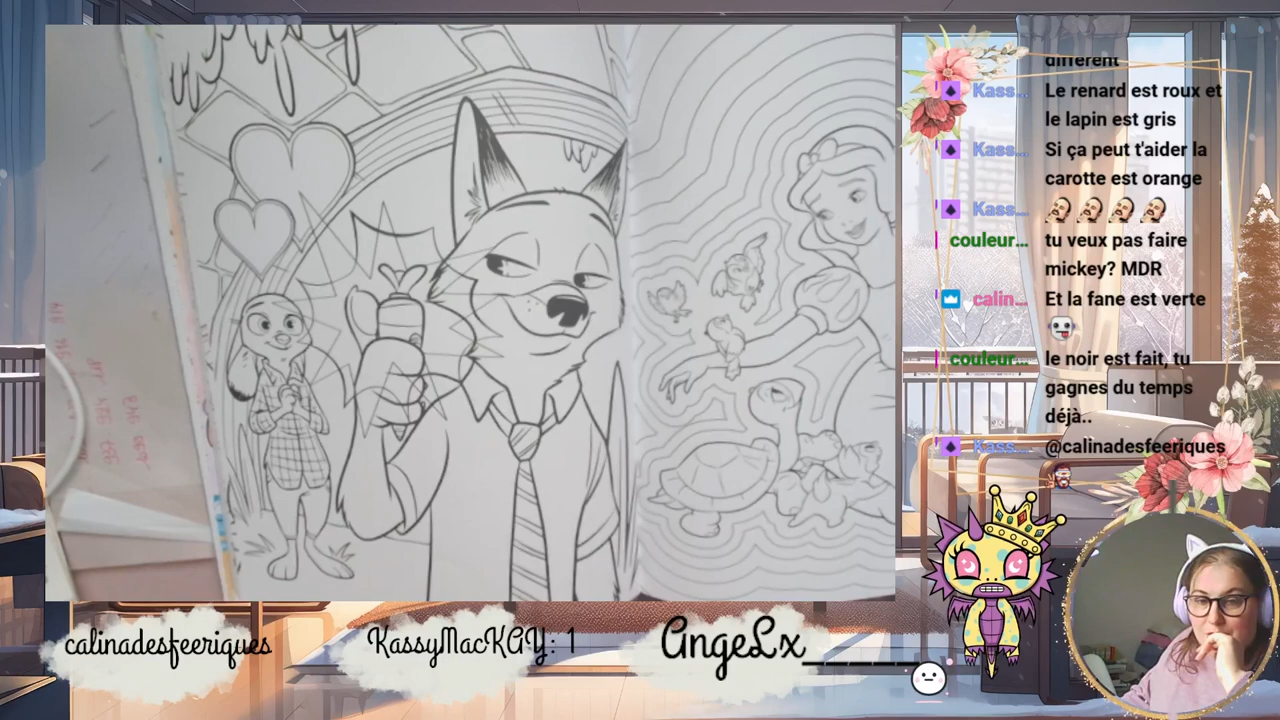 différent
Kass... Le renard est roux et
le lapin est gris
Kass... Si ça peut t'aider la
carotte est orange
Kass...
couleur... tu veux pas faire
mickey? MDR
calin... Et la fane est verte
couleur... le noir est fait, tu
gagnes du temps
déjà..
Kass... @calinadesfeeriques
calinadesfeeriques
KassyMacKAY: 1
AngeLx_______